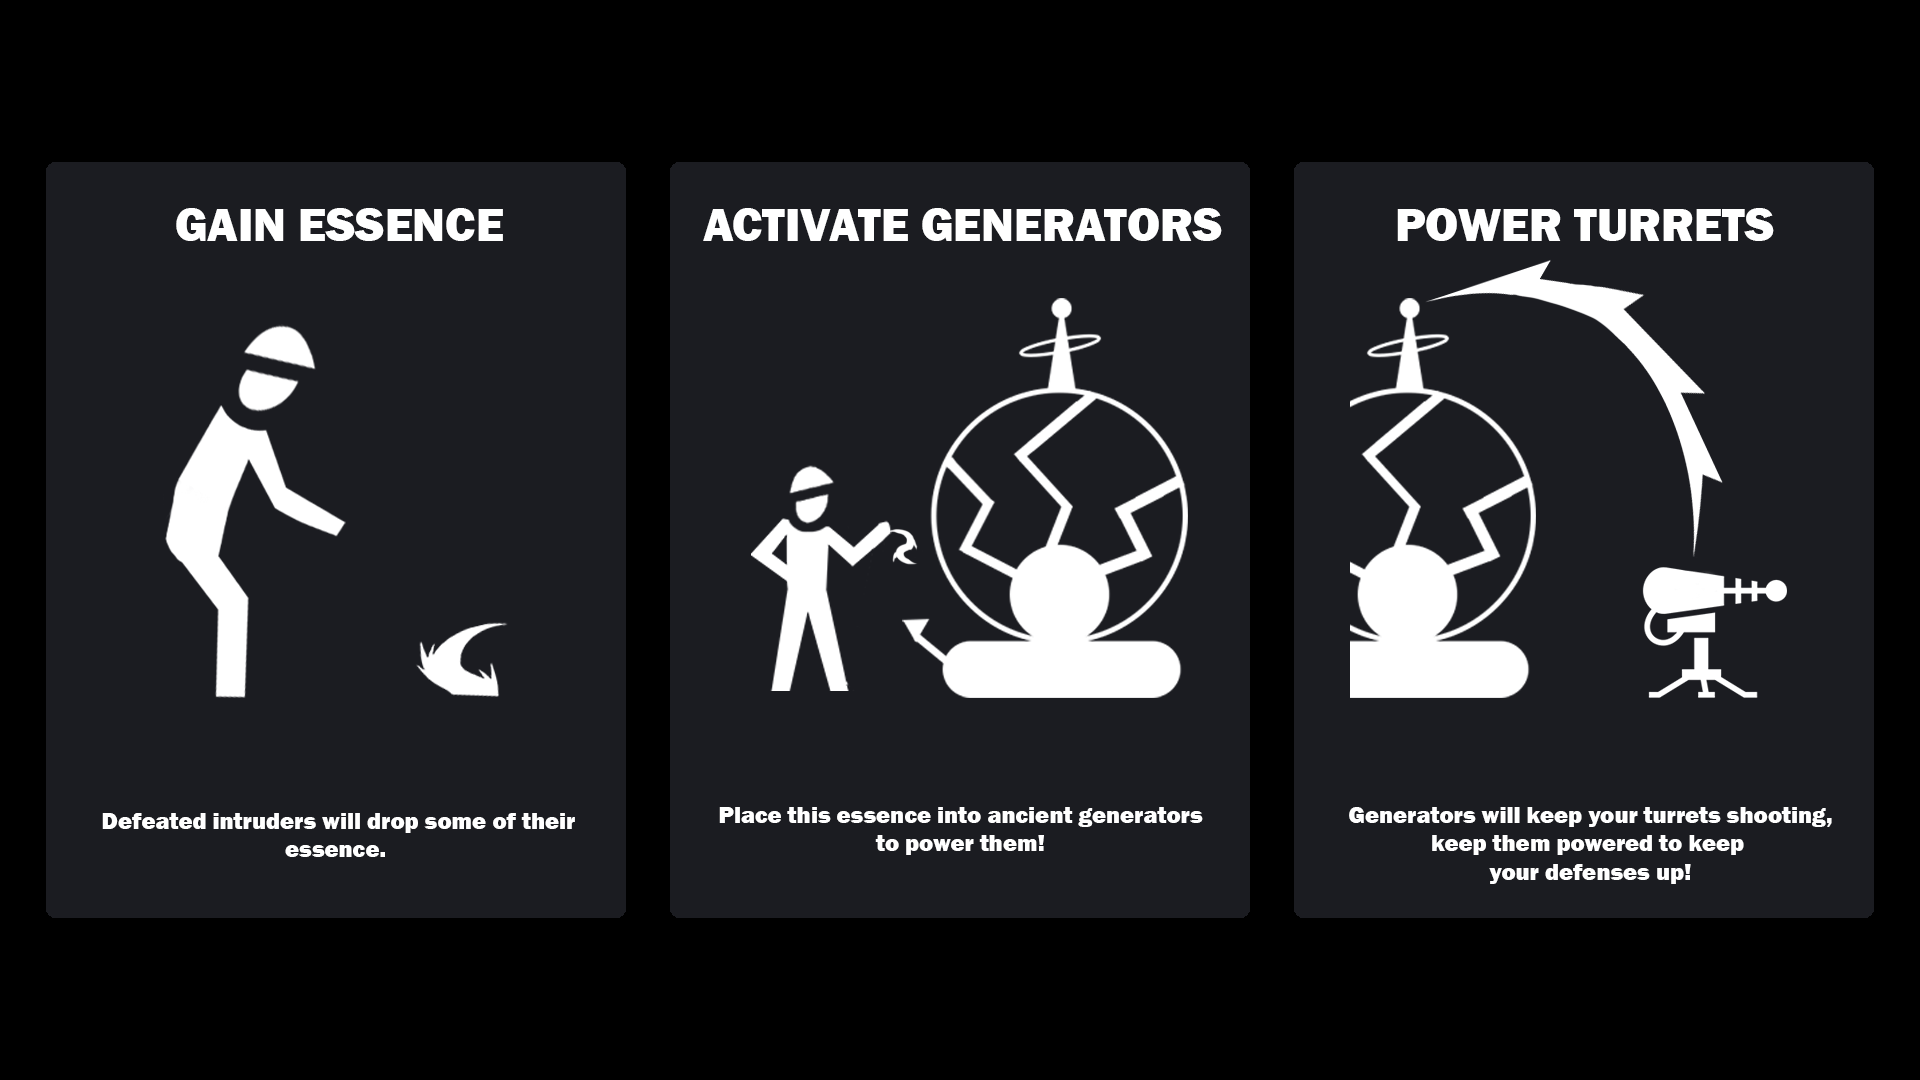 GAIN ESSENCE
Defeated intruders will drop some of their
essence.
ACTIVATE GENERATORS
Place this essence into ancient generators
to power them!
POWER TURRETS
Generators will keep your turrets shooting,
keep them powered to keep
your defenses up!